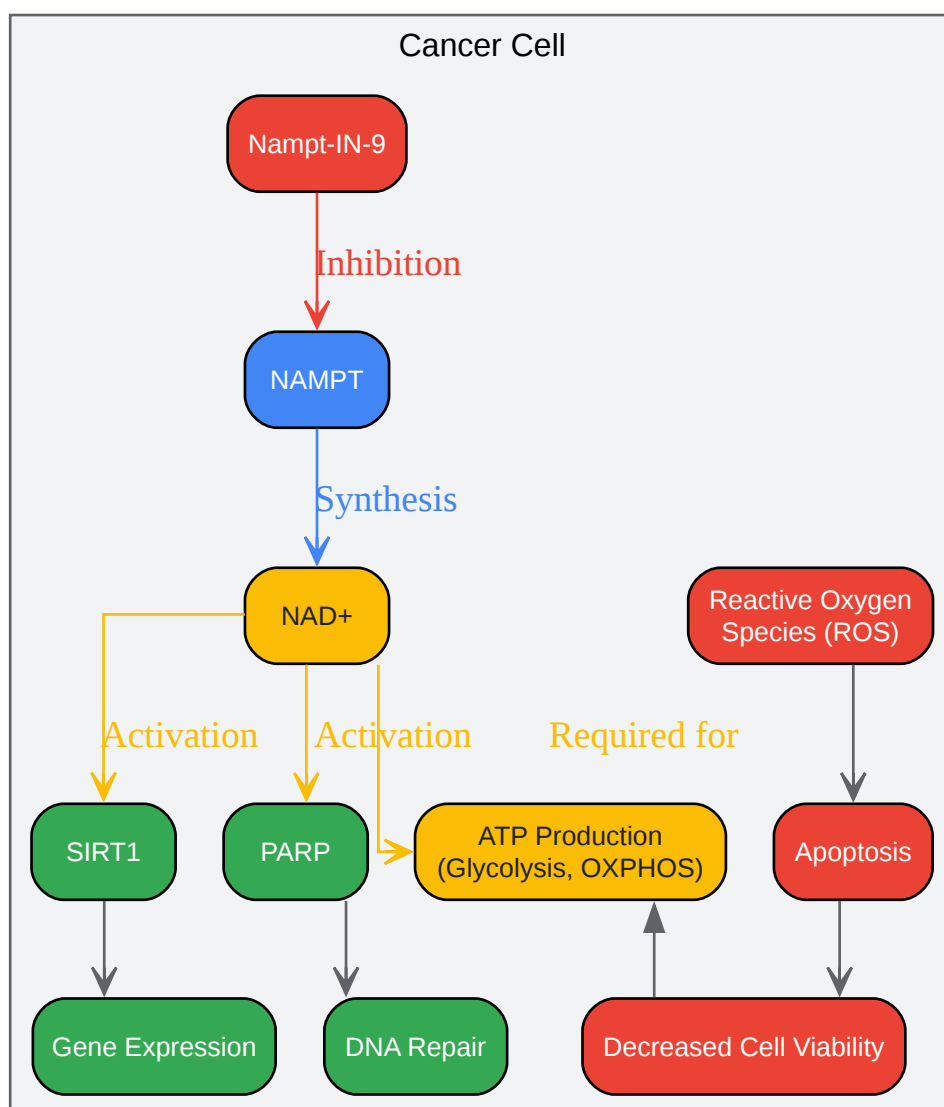 Cancer Cell
Nampt-IN-9
Inhibition
NAMPT
Synthesis
NAD+
Reactive Oxygen
Species (ROS)
Activation
Activation
Required for
SIRT1
PARP
ATP Production
(Glycolysis, OXPHOS)
Apoptosis
Gene Expression
DNA Repair
Decreased Cell Viability